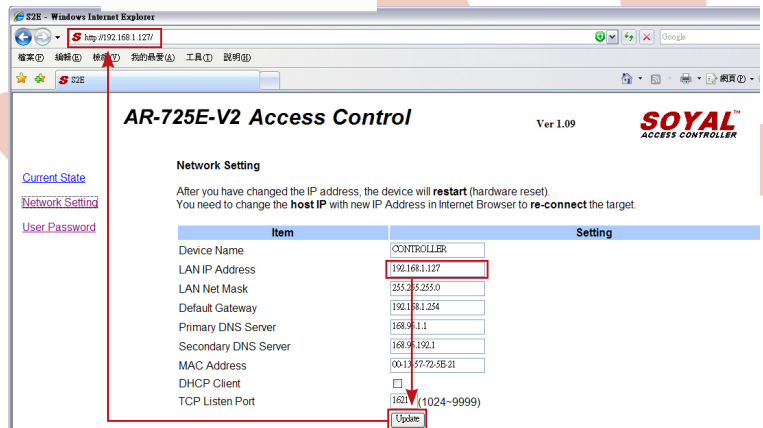 S2E - Windows Internet Explorer
http://192.168.1.127/
Google
檔案(F) 編輯(E) 我的最愛(A) 工具(T) 說明(H)
S2E
網頁(P)
AR-725E-V2 Access Control
Ver 1.09
SOYAL™
ACCESS CONTROLLER
Current State
Network Setting
User Password
Network Setting
After you have changed the IP address, the device will restart (hardware reset).
You need to change the host IP with new IP Address in Internet Browser to re-connect the target.
Item Setting
Device Name CONTROLLER
LAN IP Address 192.168.1.127
LAN Net Mask 255.255.255.0
Default Gateway 192.168.1.254
Primary DNS Server 168.95.1.1
Secondary DNS Server 168.95.192.1
MAC Address 00-13-57-72-5B-21
DHCP Client
TCP Listen Port 1621 (1024~9999)
Update